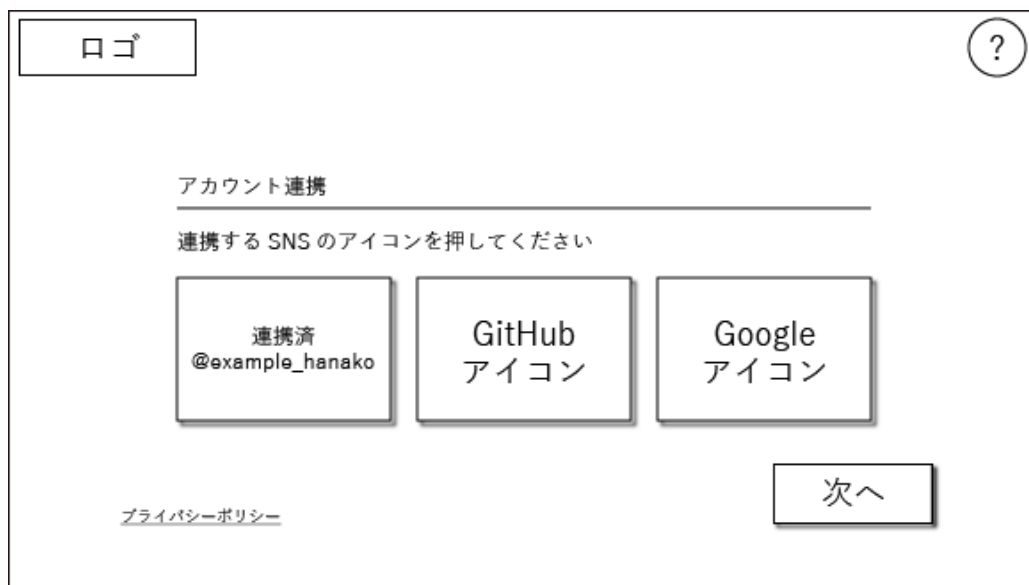 ロゴ
?
アカウント連携
連携する SNS のアイコンを押してください
連携済
@example_hanako
GitHub
アイコン
Google
アイコン
次へ
プライバシーポリシー